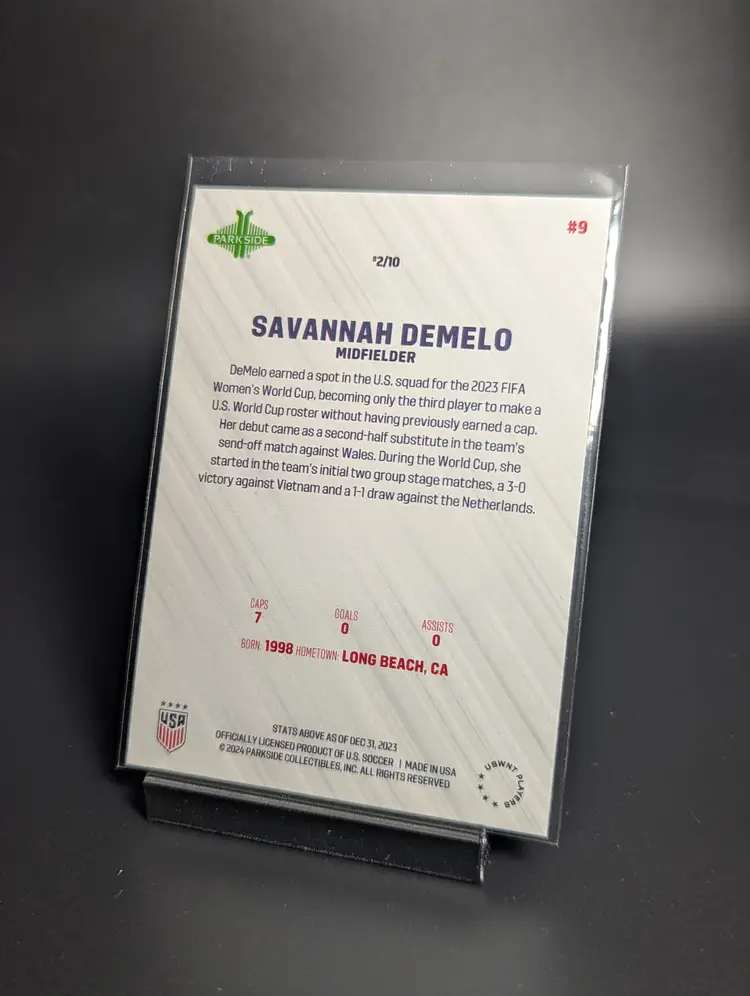 PARKSIDE
#9
#2/10
SAVANNAH DEMELO
MIDFIELDER
DeMelo earned a spot in the U.S. squad for the 2023 FIFA
Women's World Cup, becoming only the third player to make a
U.S. World Cup roster without having previously earned a cap.
Her debut came as a second-half substitute in the team's
send-off match against Wales. During the World Cup, she
started in the team's initial two group stage matches, a 3-0
victory against Vietnam and a 1-1 draw against the Netherlands.
CAPS GOALS ASSISTS
7 0 0
BORN: 1998 HOMETOWN: LONG BEACH, CA
USA
STATS ABOVE AS OF DEC 31, 2023
OFFICIALLY LICENSED PRODUCT OF U.S. SOCCER | MADE IN USA
© 2024 PARKSIDE COLLECTIBLES, INC. ALL RIGHTS RESERVED
USWNT PLAYERS